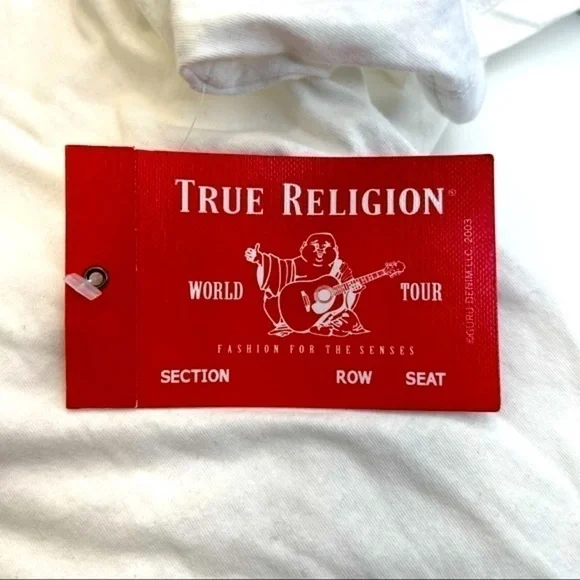 TRUE RELIGION®
WORLD TOUR
FASHION FOR THE SENSES
SECTION ROW SEAT
©GURU DENIM LLC. 2003